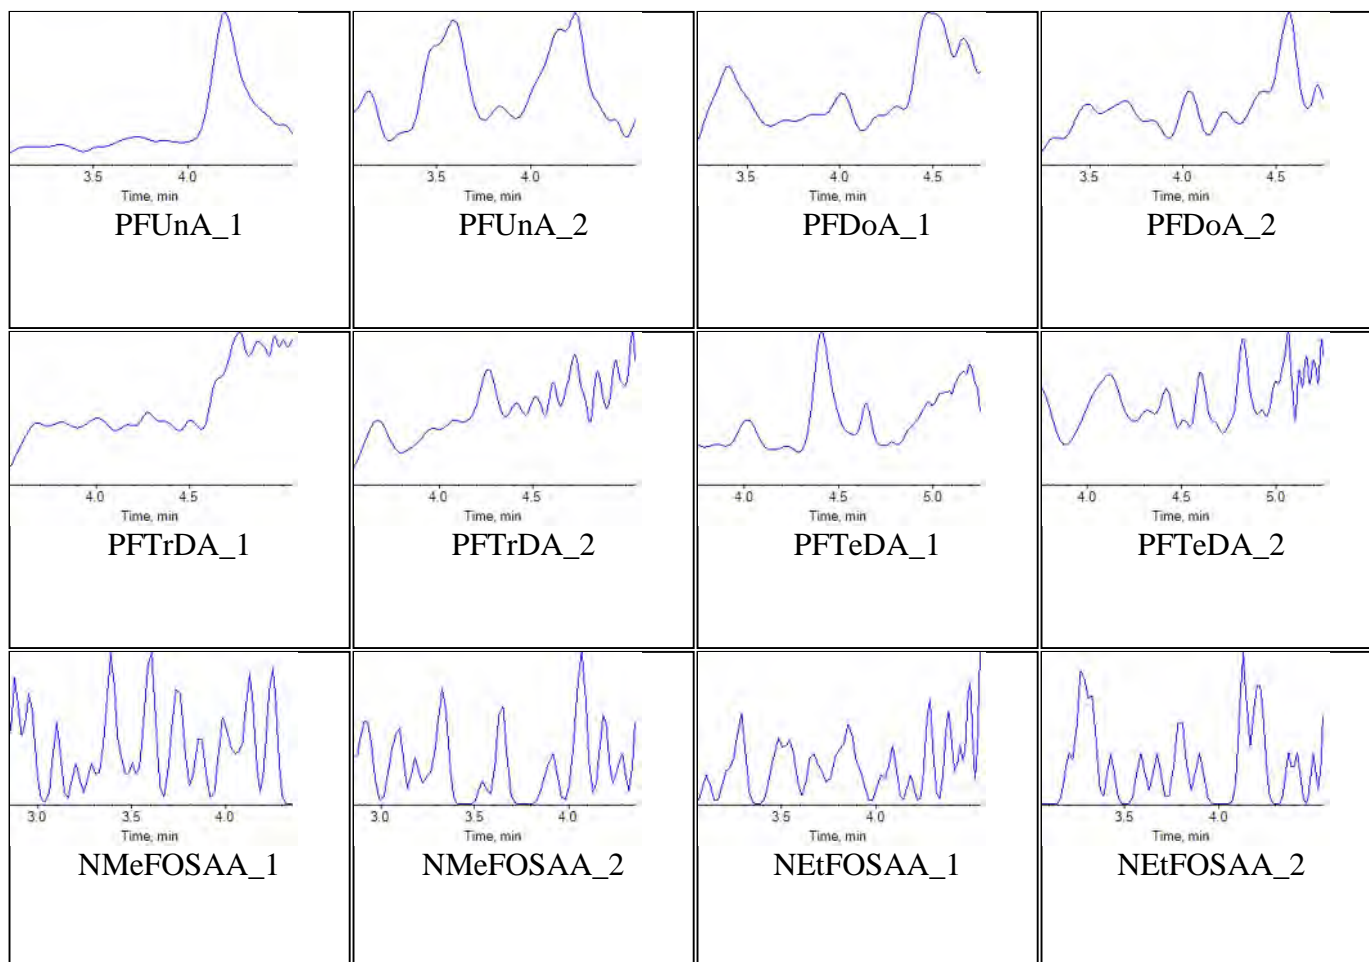 3.5 4.0
Time, min
PFUnA_1
3.5 4.0
Time, min
PFUnA_2
3.5 4.0 4.5
Time, min
PFDoA_1
3.5 4.0 4.5
Time, min
PFDoA_2
4.0 4.5
Time, min
PFTrDA_1
4.0 4.5
Time, min
PFTrDA_2
4.0 4.5 5.0
Time, min
PFTeDA_1
4.0 4.5 5.0
Time, min
PFTeDA_2
3.0 3.5 4.0
Time, min
NMeFOSAA_1
3.0 3.5 4.0
Time, min
NMeFOSAA_2
3.5 4.0
Time, min
NEtFOSAA_1
3.5 4.0
Time, min
NEtFOSAA_2